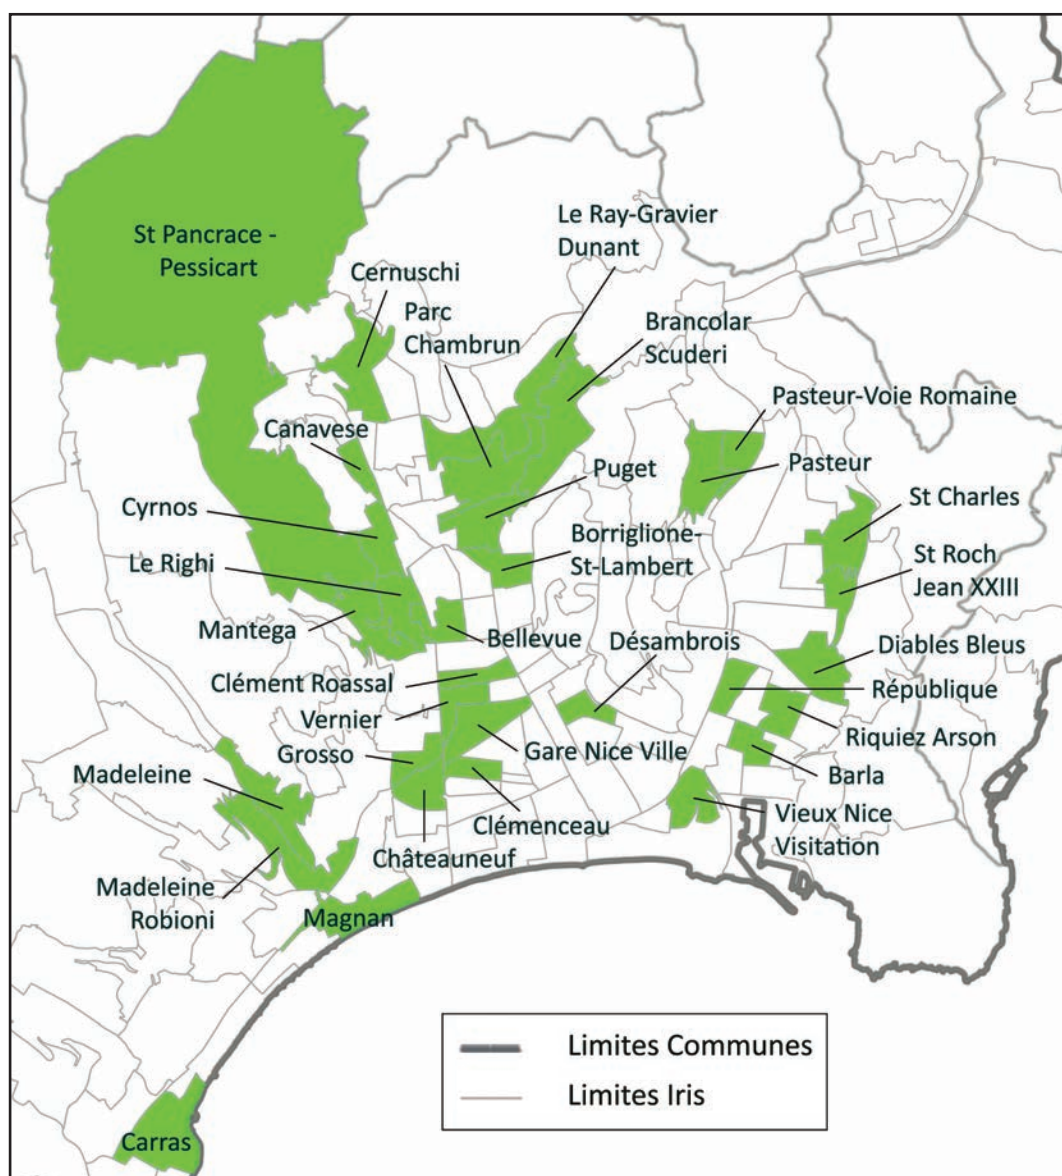 St Pancrace -
Pessicart
Le Ray-Gravier
Dunant
Cernuschi
Parc
Chambrun
Brancolar
Scuderi
Pasteur-Voie Romaine
Canavese
Puget
Pasteur
Cyrnos
St Charles
Borriglione-
St-Lambert
Le Righi
St Roch
Jean XXIII
Mantega
Bellevue
Désambrois
Diables Bleus
Clément Roassal
République
Vernier
Grosso
Gare Nice Ville
Riquiez Arson
Madeleine
Barla
Clémenceau
Vieux Nice
Visitation
Châteauneuf
Madeleine
Robioni
Magnan
Limites Communes
Limites Iris
Carras